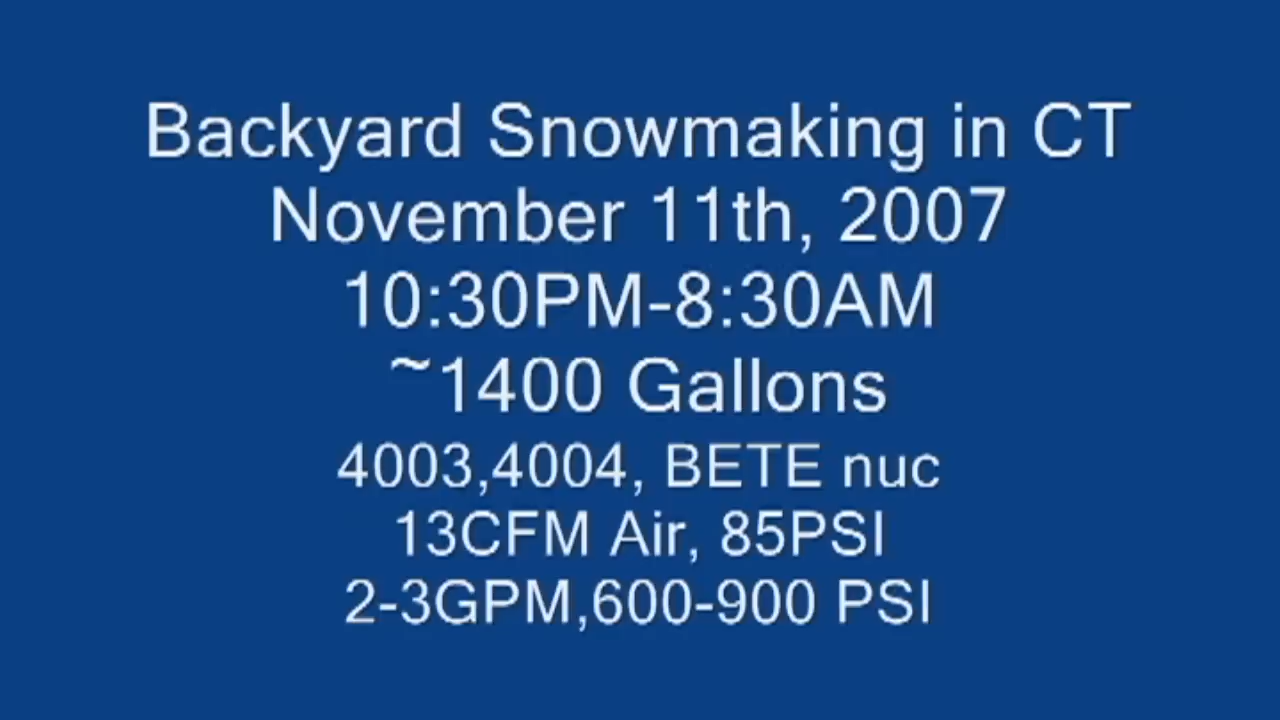 Backyard Snowmaking in CT
November 11th, 2007
10:30PM-8:30AM
~1400 Gallons
4003,4004, BETE nuc
13CFM Air, 85PSI
2-3GPM,600-900 PSI